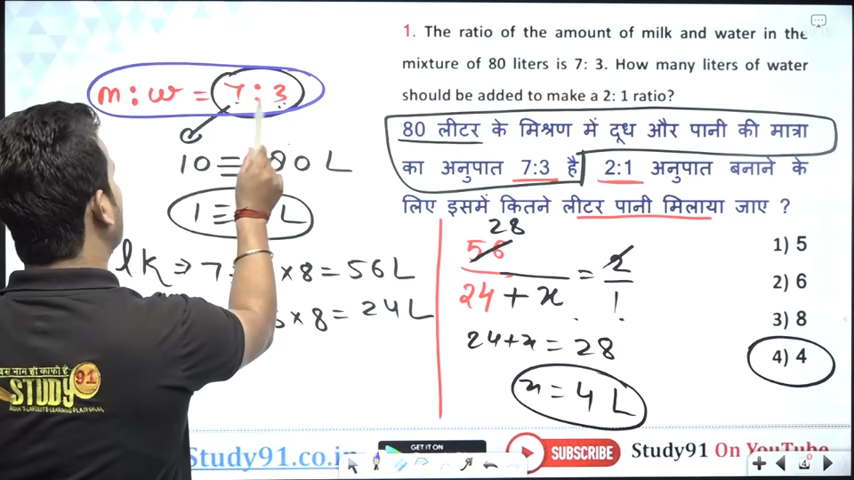 1. The ratio of the amount of milk and water in the
mixture of 80 liters is 7: 3. How many liters of water
should be added to make a 2: 1 ratio?
80 लीटर के मिश्रण में दूध और पानी की मात्रा
का अनुपात 7:3 है 2:1 अनुपात बनाने के
लिए इसमें कितने लीटर पानी मिलाया जाए ?
1) 5
2) 6
3) 8
4) 4
m : w = 7 : 3
10 ≡ 80 L
1 ≡ L
lk ⇒ 7 × 8 = 56 L
× 8 = 24 L
28
56
24 + x = 2
1
24+x = 28
x = 4 L
STUDY 91
Study91.co.in
GET IT ON
SUBSCRIBE
Study91 On YouTube